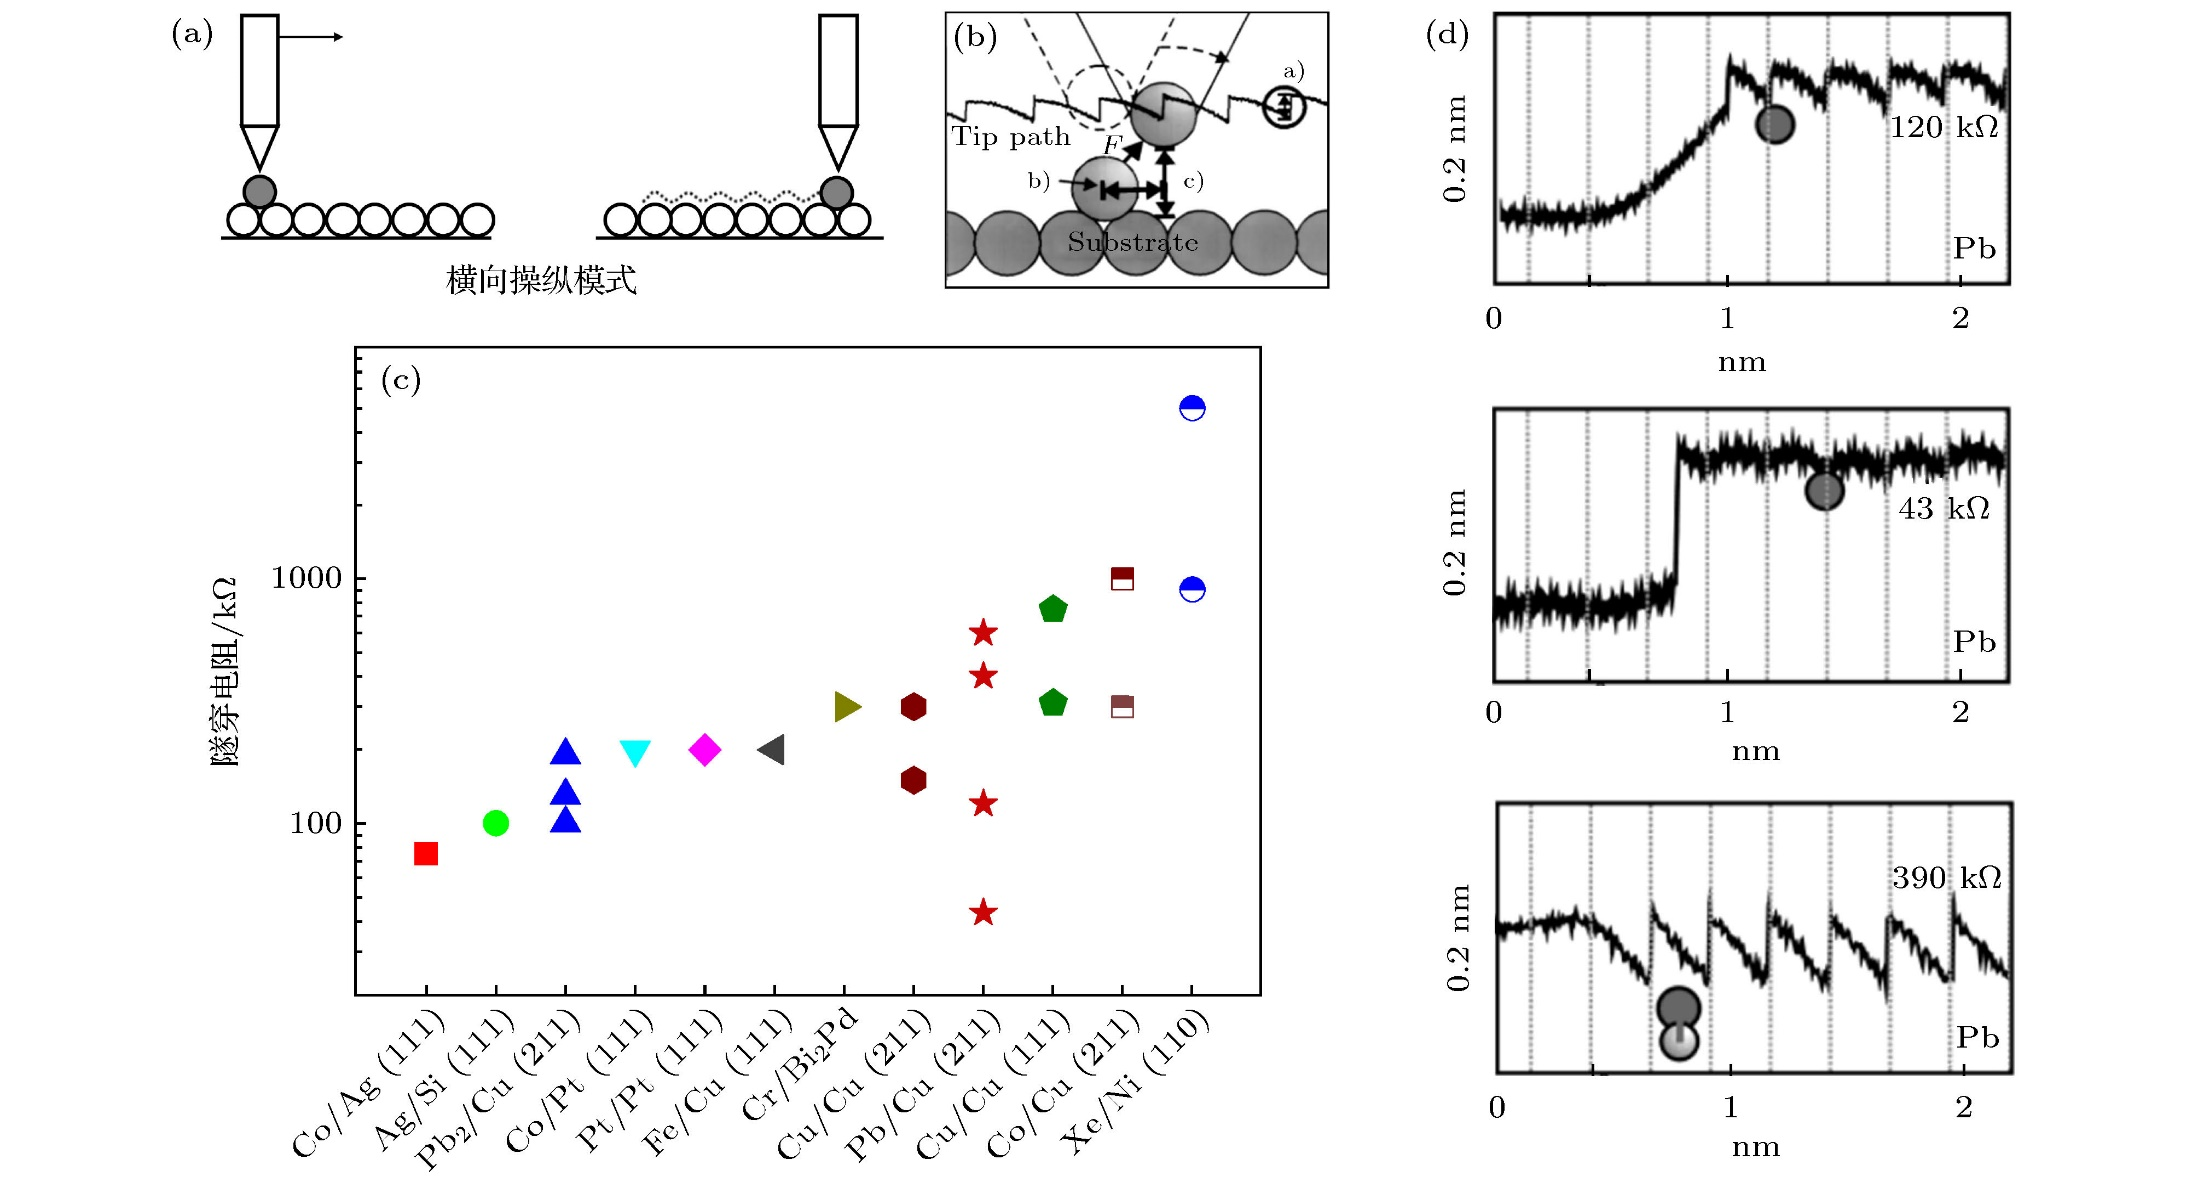 (a)
横向操纵模式
(b)
a)
Tip path
F
b)
c)
Substrate
(c)
隧穿电阻/kΩ
1000
100
Co/Ag (111)
Ag/Si (111)
Pb₂/Cu (211)
Co/Pt (111)
Pt/Pt (111)
Fe/Cu (111)
Cr/Bi₂Pd
Cu/Cu (211)
Pb/Cu (211)
Cu/Cu (111)
Co/Cu (211)
Xe/Ni (110)
(d)
0.2 nm
120 kΩ
Pb
0 1 2
nm
0.2 nm
43 kΩ
Pb
0 1 2
nm
0.2 nm
390 kΩ
Pb
0 1 2
nm